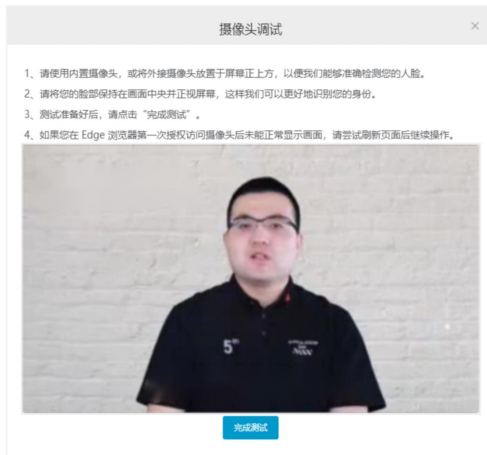 摄像头调试
×
1、请使用内置摄像头，或将外接摄像头放置于屏幕正上方，以便我们能够准确检测您的人脸。
2、请将您的脸部保持在画面中央并正视屏幕，这样我们可以更好地识别您的身份。
3、测试准备好后，请点击“完成测试”。
4、如果您在 Edge 浏览器第一次授权访问摄像头后未能正常显示画面，请尝试刷新页面后继续操作。
5th
完成测试